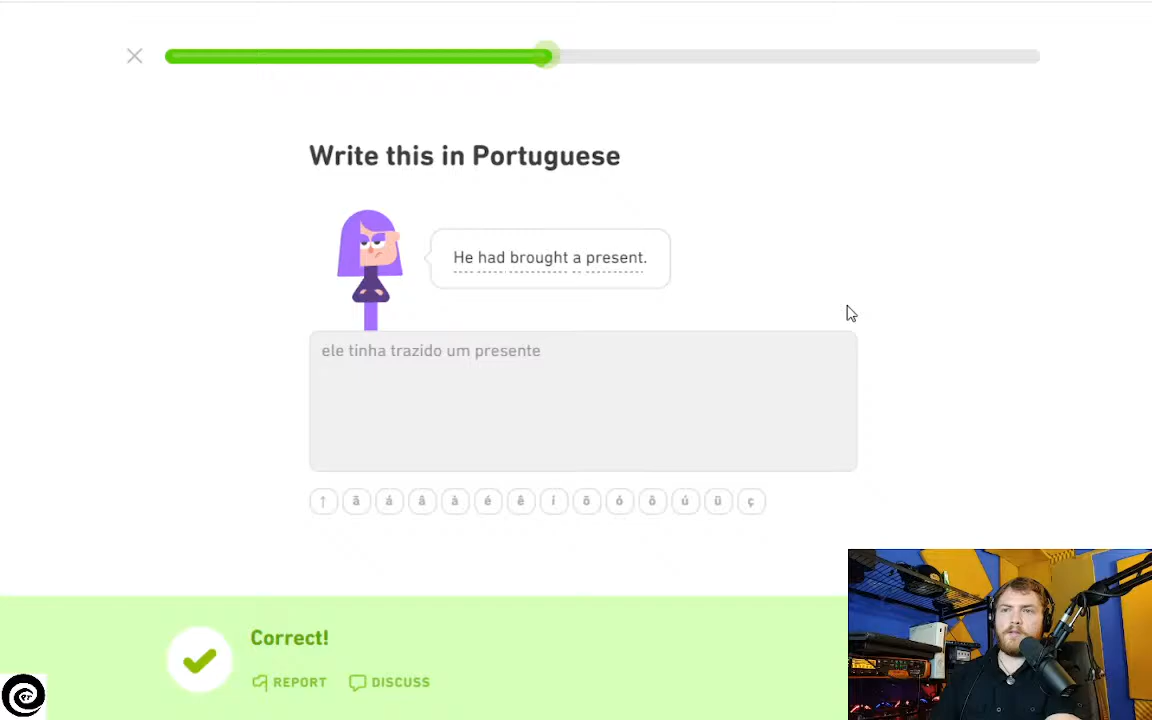 Write this in Portuguese
He had brought a present.
ele tinha trazido um presente
↑ ã á â à é ê í õ ó ô ú ü ç
Correct!
REPORT DISCUSS